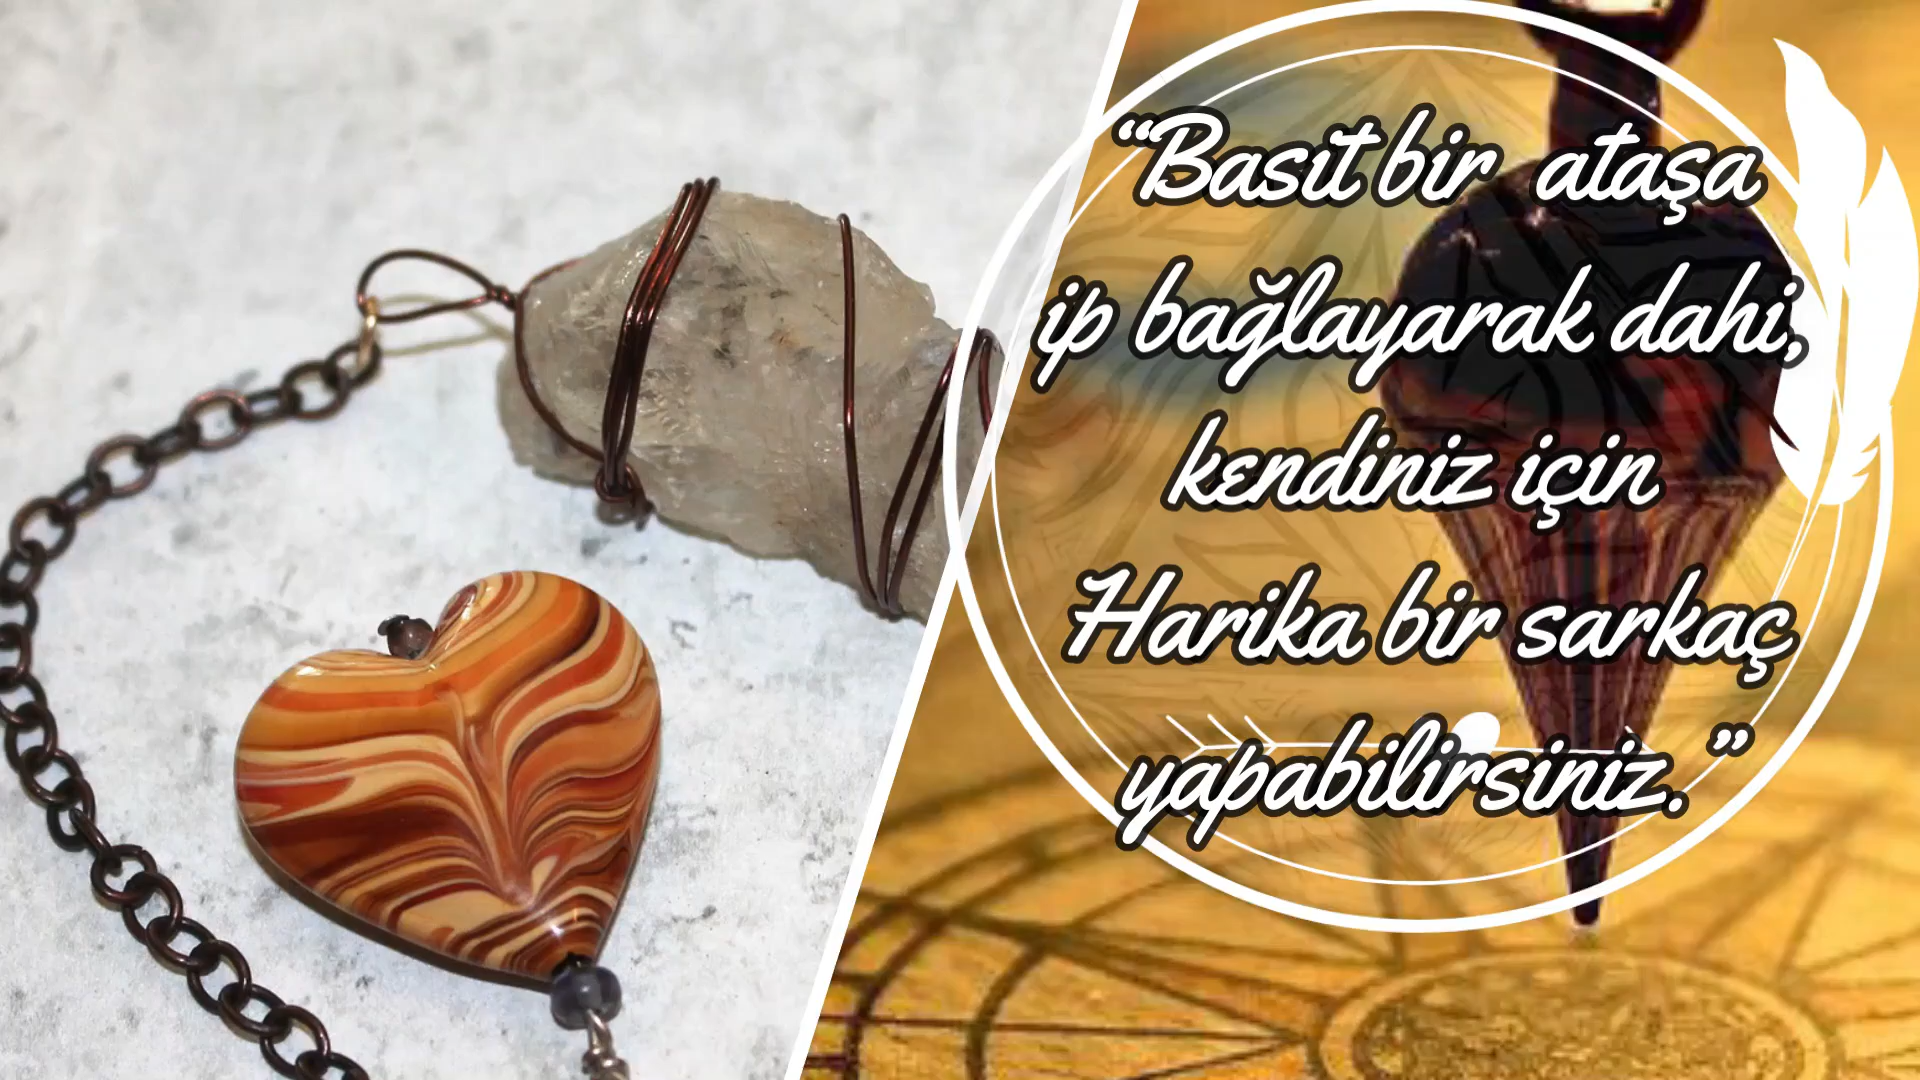 “Basit bir ataşa
ip bağlayarak dahi,
kendiniz için
Harika bir sarkaç
yapabilirsiniz.”